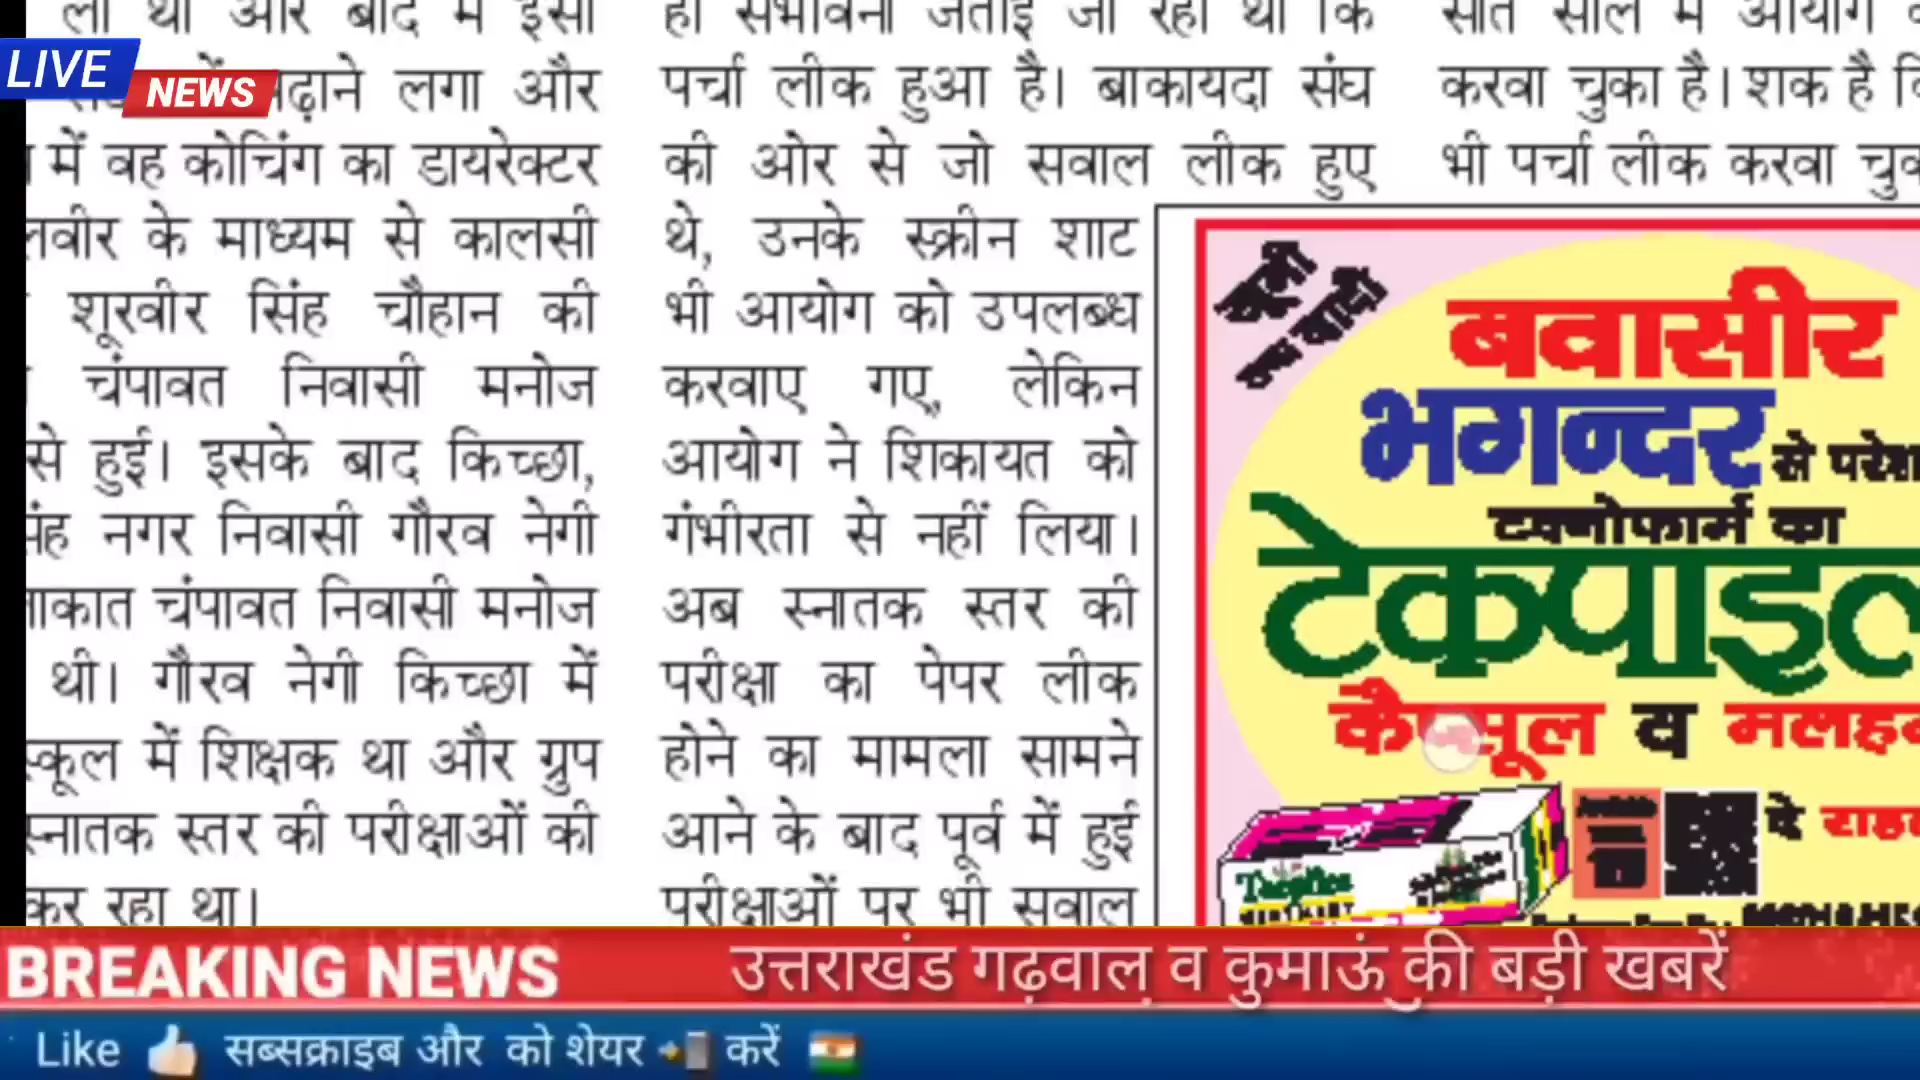 LIVE
NEWS
ढ़ाने लगा और
में वह कोचिंग का डायरेक्टर
के माध्यम से कालसी
शूरवीर सिंह चौहान की
चंपावत निवासी मनोज
से हुई। इसके बाद किच्छा,
नगर निवासी गौरव नेगी
चंपावत निवासी मनोज
थी। गौरव नेगी किच्छा में
स्कूल में शिक्षक था और ग्रुप
स्नातक स्तर की परीक्षाओं की
कर रहा था।
ही संभावना जताई जा रही थी कि
पर्चा लीक हुआ है। बाकायदा संघ
की ओर से जो सवाल लीक हुए
थे, उनके स्क्रीन शाट
भी आयोग को उपलब्ध
करवाए गए, लेकिन
आयोग ने शिकायत को
गंभीरता से नहीं लिया।
अब स्नातक स्तर की
परीक्षा का पेपर लीक
होने का मामला सामने
आने के बाद पूर्व में हुई
परीक्षाओं पर भी सवाल
सात साल में आयोग
करवा चुका है। शक है
भी पर्चा लीक करवा
बवासीर
भगन्दर से
का
टेकपाइल
कैप्सूल व मलहम
BREAKING NEWS
उत्तराखंड गढ़वाल व कुमाऊं की बड़ी खबरें
Like 👍🏻 सब्सक्राइब और को शेयर 📲 करें 🇮🇳